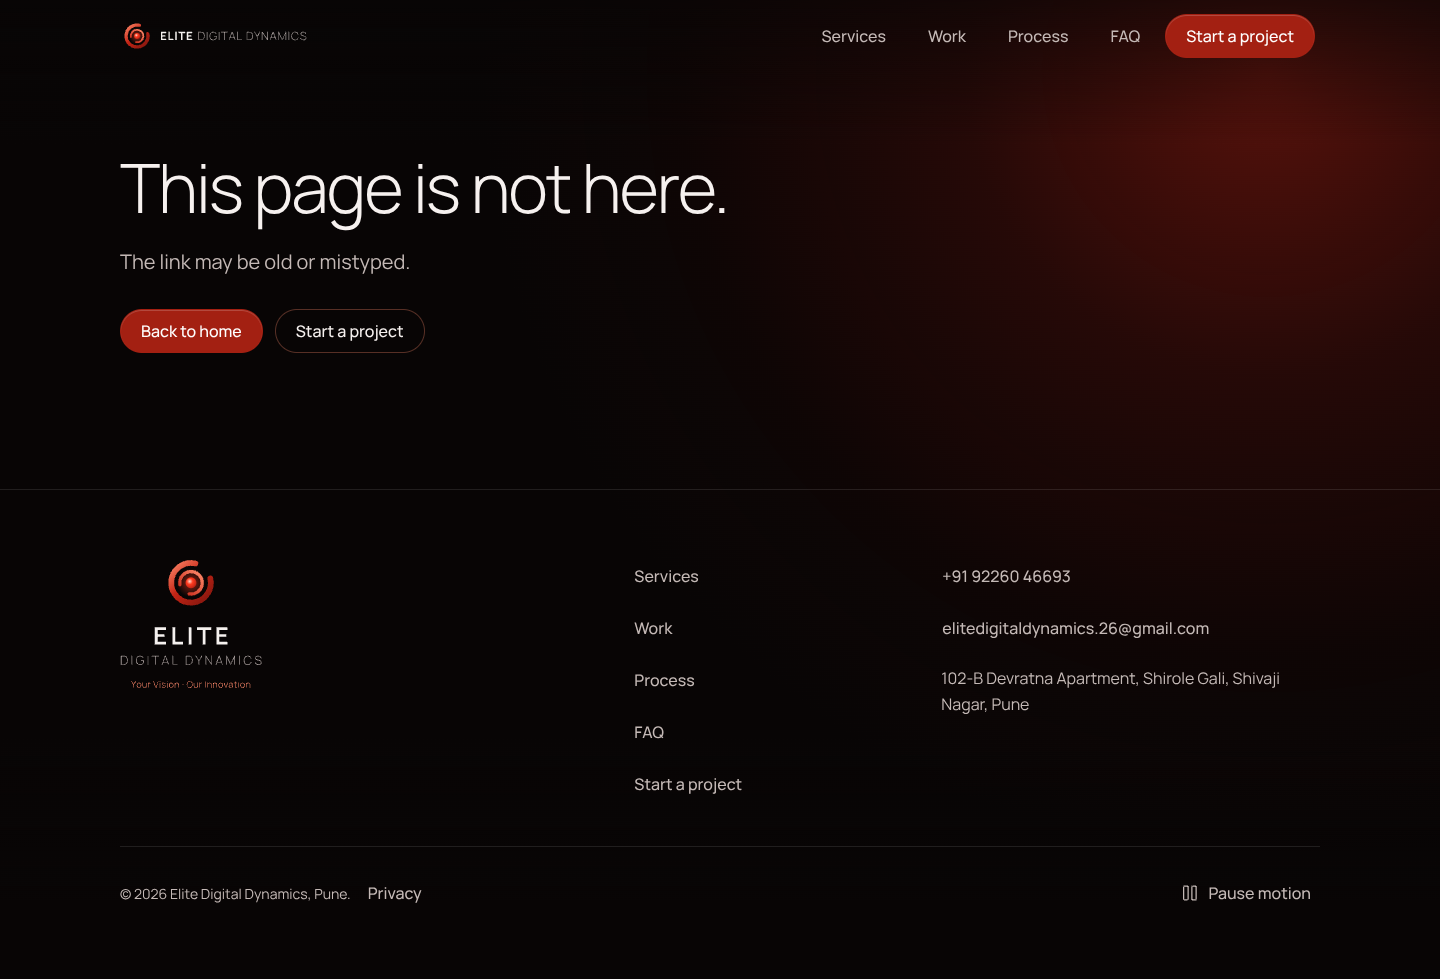 ELITE DIGITAL DYNAMICS
Services
Work
Process
FAQ
Start a project
This page is not here.
The link may be old or mistyped.
Back to home
Start a project
ELITE
DIGITAL DYNAMICS
Your Vision · Our Innovation
Services
Work
Process
FAQ
Start a project
+91 92260 46693
elitedigitaldynamics.26@gmail.com
102-B Devratna Apartment, Shirole Gali, Shivaji
Nagar, Pune
© 2026 Elite Digital Dynamics, Pune.
Privacy
Pause motion